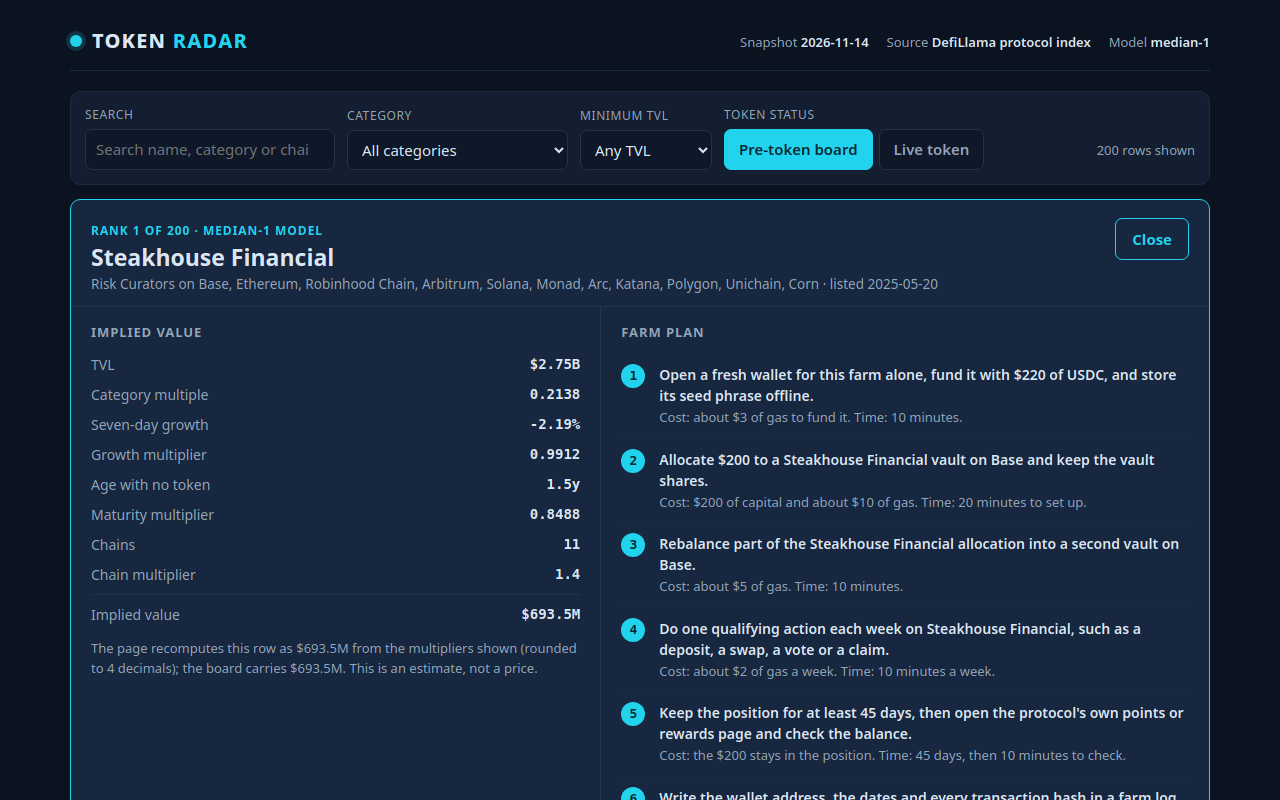 TOKEN RADAR
Snapshot 2026-11-14 Source DefiLlama protocol index Model median-1
SEARCH
CATEGORY
MINIMUM TVL
TOKEN STATUS
Search name, category or chai
All categories
Any TVL
Pre-token board
Live token
200 rows shown
RANK 1 OF 200 · MEDIAN-1 MODEL
Steakhouse Financial
Risk Curators on Base, Ethereum, Robinhood Chain, Arbitrum, Solana, Monad, Arc, Katana, Polygon, Unichain, Corn · listed 2025-05-20
Close
IMPLIED VALUE
TVL $2.75B
Category multiple 0.2138
Seven-day growth -2.19%
Growth multiplier 0.9912
Age with no token 1.5y
Maturity multiplier 0.8488
Chains 11
Chain multiplier 1.4
Implied value $693.5M
The page recomputes this row as $693.5M from the multipliers shown (rounded
to 4 decimals); the board carries $693.5M. This is an estimate, not a price.
FARM PLAN
1 Open a fresh wallet for this farm alone, fund it with $220 of USDC, and store
its seed phrase offline.
Cost: about $3 of gas to fund it. Time: 10 minutes.
2 Allocate $200 to a Steakhouse Financial vault on Base and keep the vault
shares.
Cost: $200 of capital and about $10 of gas. Time: 20 minutes to set up.
3 Rebalance part of the Steakhouse Financial allocation into a second vault on
Base.
Cost: about $5 of gas. Time: 10 minutes.
4 Do one qualifying action each week on Steakhouse Financial, such as a
deposit, a swap, a vote or a claim.
Cost: about $2 of gas a week. Time: 10 minutes a week.
5 Keep the position for at least 45 days, then open the protocol's own points or
rewards page and check the balance.
Cost: the $200 stays in the position. Time: 45 days, then 10 minutes to check.
6 Write the wallet address, the dates and every transaction hash in a farm log